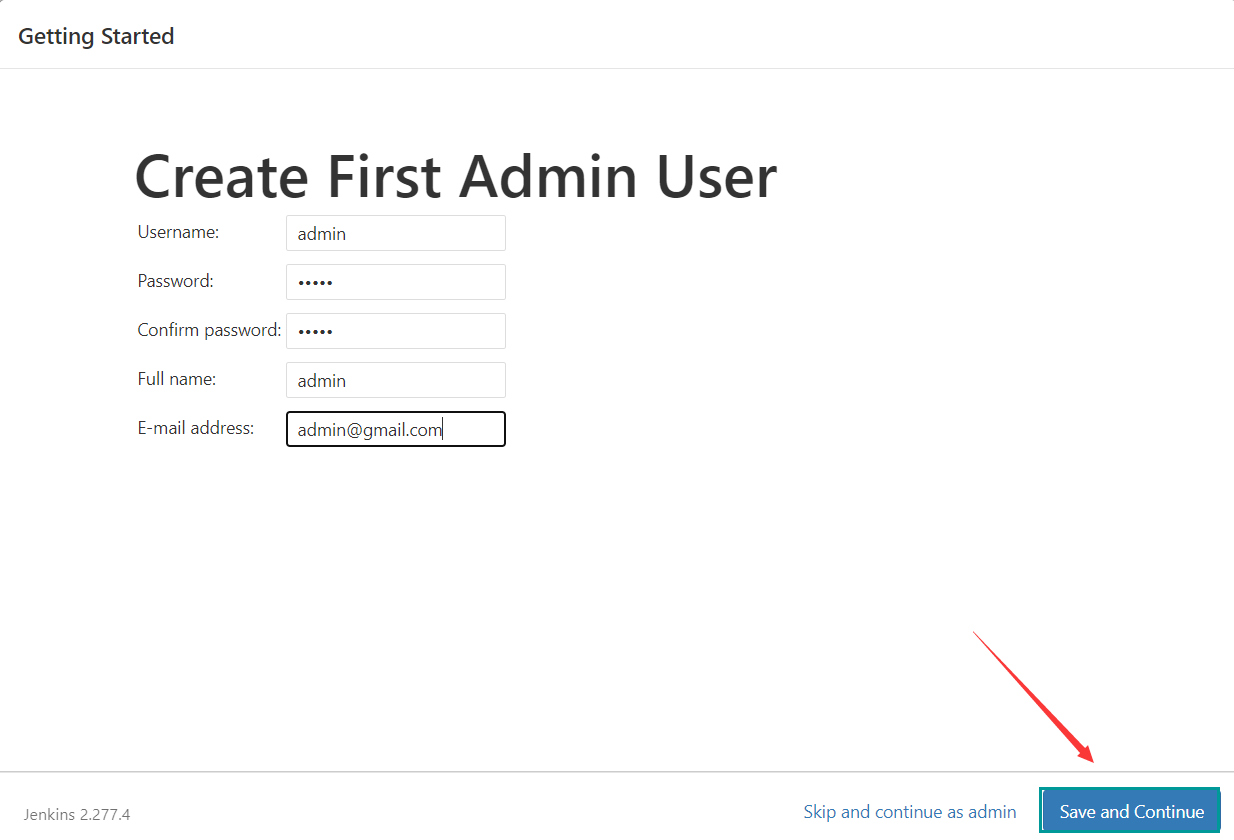 Getting Started
Create First Admin User
Username: admin
Password: •••••
Confirm password: •••••
Full name: admin
E-mail address: admin@gmail.com
Jenkins 2.277.4 Skip and continue as admin Save and Continue